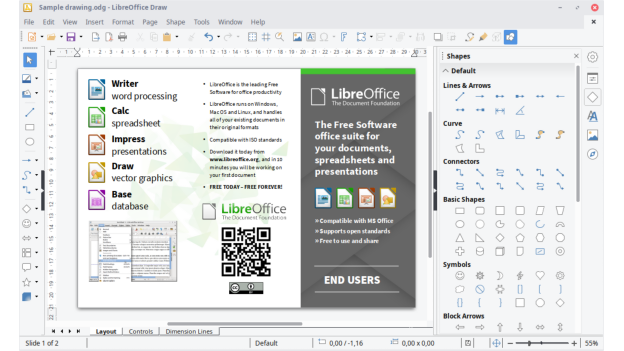 Sample drawing.odg - LibreOffice Draw
File Edit View Insert Format Page Shape Tools Window Help
Writer
word processing
Calc
spreadsheet
Impress
presentations
Draw
vector graphics
Base
database
• LibreOffice is the leading Free
Software for office productivity
• LibreOffice runs on Windows,
Mac OS and Linux, and handles
all of your existing documents in
their original formats
• Compatible with ISO standards
• Download it today from
www.libreoffice.org, and in 10
minutes you will be working on
your first document
• FREE TODAY - FREE FOREVER!
LibreOffice
The Document Foundation
LibreOffice
The Document Foundation
The Free Software
office suite for
your documents,
spreadsheets and
presentations
» Compatible with MS Office
» Supports open standards
» Free to use and share
END USERS
Shapes
Default
Lines & Arrows
Curve
Connectors
Basic Shapes
Symbols
Block Arrows
Layout Controls Dimension Lines
Slide 1 of 2 Default 0,00 / -1,16 0,00 x 0,00 55%